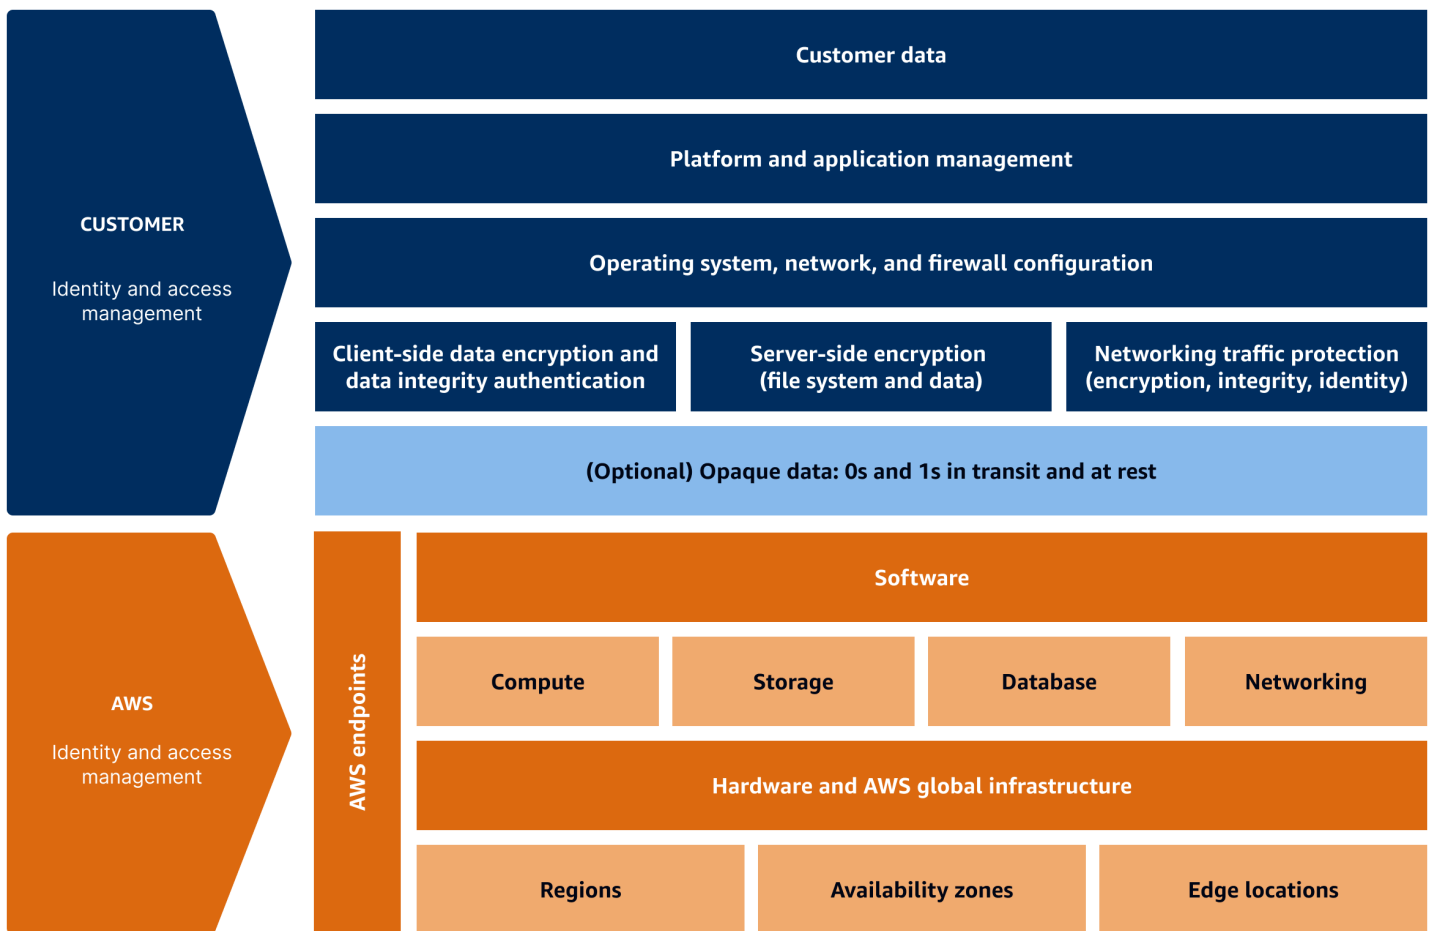 Customer data
Platform and application management
CUSTOMER
Identity and access
management
Operating system, network, and firewall configuration
Client-side data encryption and
data integrity authentication
Server-side encryption
(file system and data)
Networking traffic protection
(encryption, integrity, identity)
(Optional) Opaque data: 0s and 1s in transit and at rest
AWS
Identity and access
management
AWS endpoints
Software
Compute
Storage
Database
Networking
Hardware and AWS global infrastructure
Regions
Availability zones
Edge locations